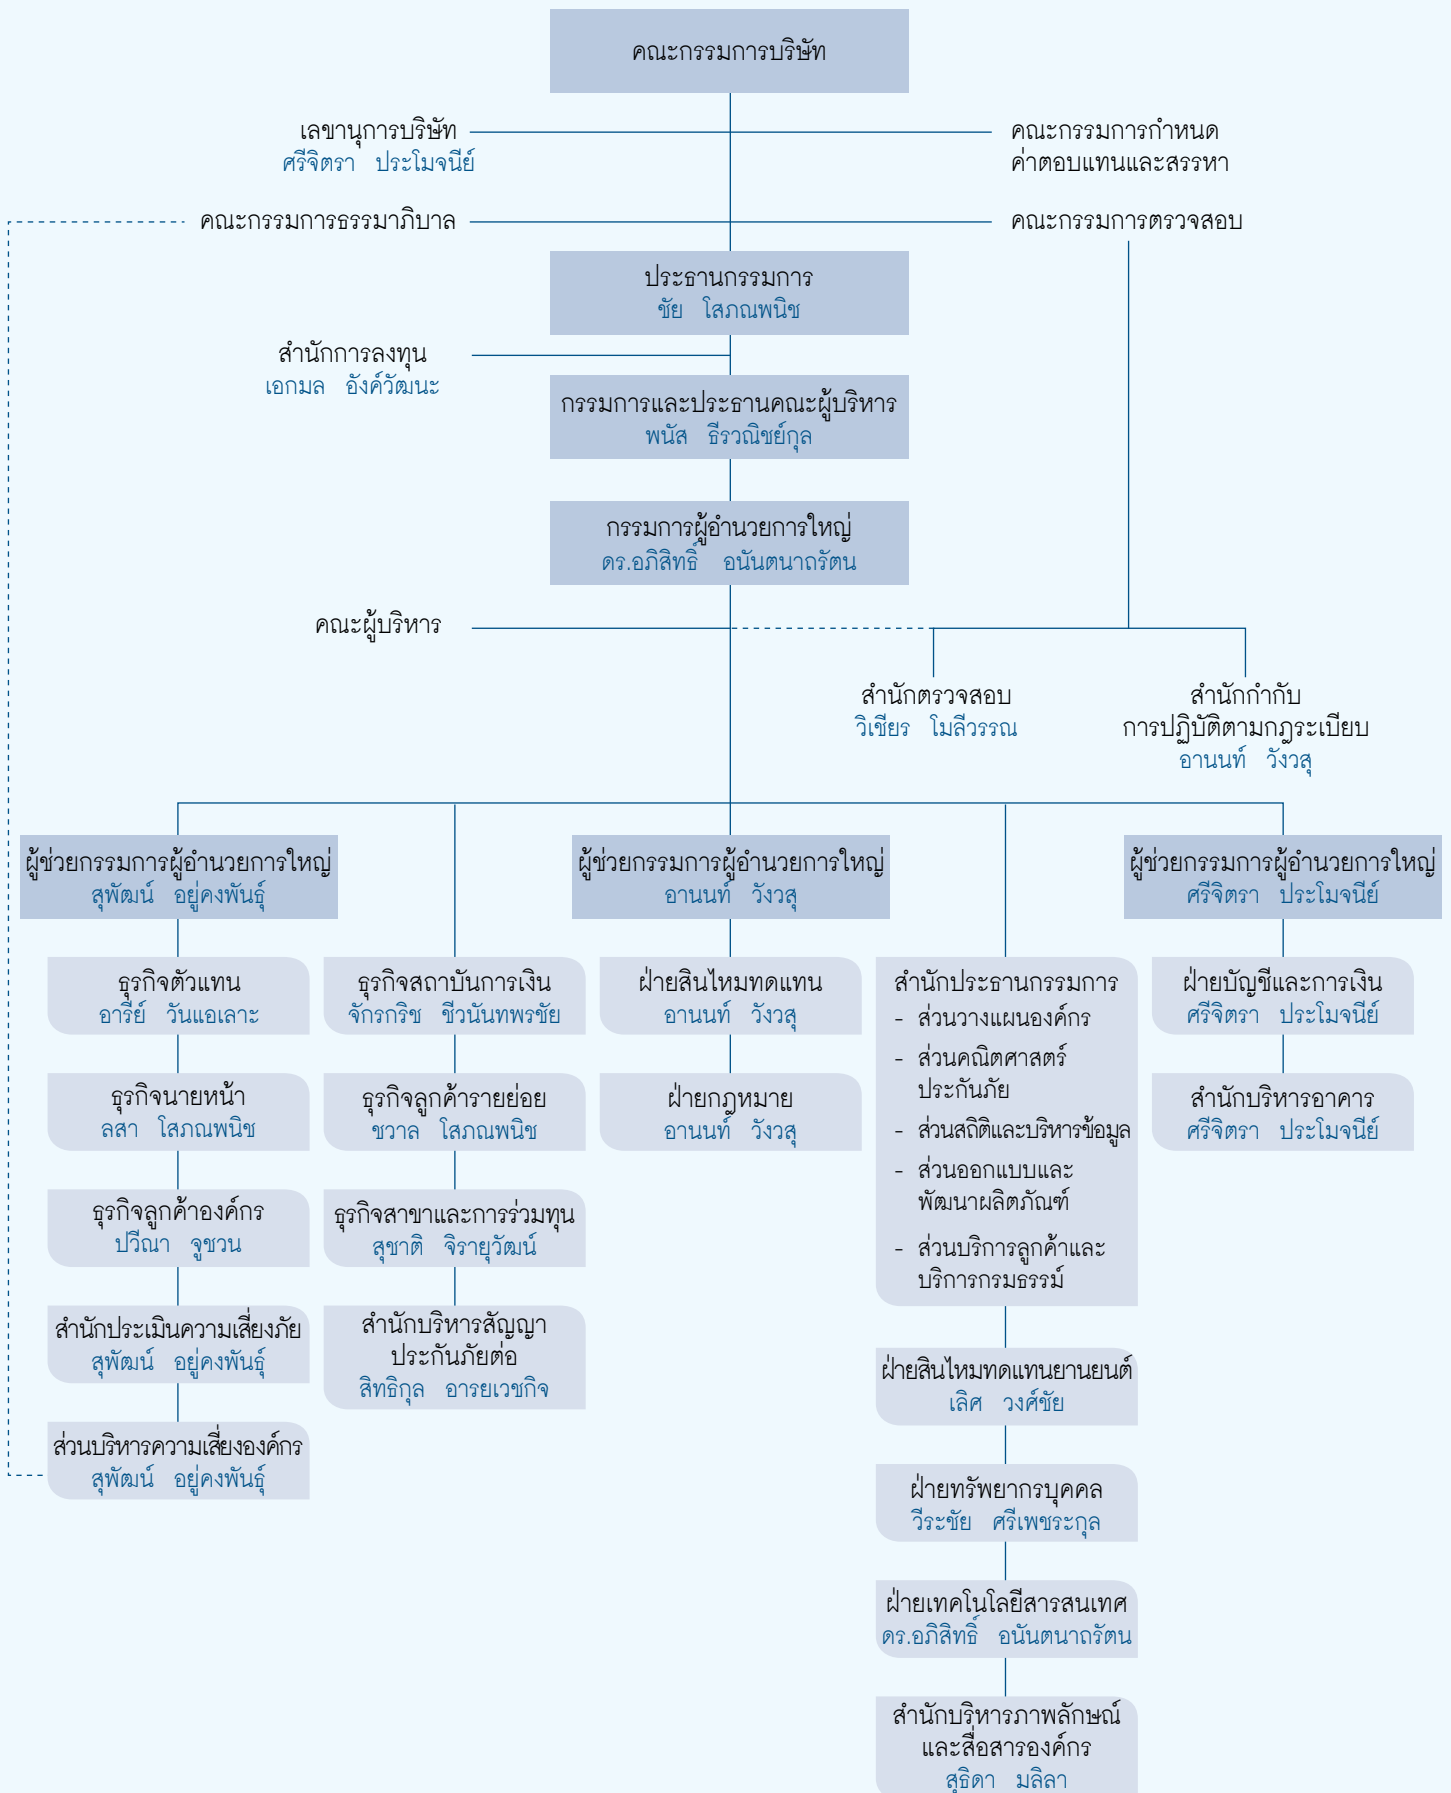 คณะกรรมการบริษัท
เลขานุการบริษัท
ศรีจิตรา ประโมจนีย์
คณะกรรมการกำหนด
ค่าตอบแทนและสรรหา
คณะกรรมการธรรมาภิบาล
คณะกรรมการตรวจสอบ
ประธานกรรมการ
ชัย โสภณพนิช
สำนักการลงทุน
เอกมล อังค์วัฒนะ
กรรมการและประธานคณะผู้บริหาร
พนัส ธีรวณิชย์กุล
กรรมการผู้อำนวยการใหญ่
ดร.อภิสิทธิ์ อนันตนาถรัตน
คณะผู้บริหาร
สำนักตรวจสอบ
วิเชียร โมลีวรรณ
สำนักกำกับ
การปฏิบัติตามกฎระเบียบ
อานนท์ วังวสุ
ผู้ช่วยกรรมการผู้อำนวยการใหญ่
สุพัฒน์ อยู่คงพันธุ์
ผู้ช่วยกรรมการผู้อำนวยการใหญ่
อานนท์ วังวสุ
ผู้ช่วยกรรมการผู้อำนวยการใหญ่
ศรีจิตรา ประโมจนีย์
ธุรกิจตัวแทน
อารีย์ วันแอเลาะ
ธุรกิจนายหน้า
ลสา โสภณพนิช
ธุรกิจลูกค้าองค์กร
ปวีณา จูชวน
สำนักประเมินความเสี่ยงภัย
สุพัฒน์ อยู่คงพันธุ์
ส่วนบริหารความเสี่ยงองค์กร
สุพัฒน์ อยู่คงพันธุ์
ธุรกิจสถาบันการเงิน
จักรกริช ชีวนันทพรชัย
ธุรกิจลูกค้ารายย่อย
ชวาล โสภณพนิช
ธุรกิจสาขาและการร่วมทุน
สุชาติ จิรายุวัฒน์
สำนักบริหารสัญญา
ประกันภัยต่อ
สิทธิกุล อารยเวชกิจ
ฝ่ายสินไหมทดแทน
อานนท์ วังวสุ
ฝ่ายกฎหมาย
อานนท์ วังวสุ
สำนักประธานกรรมการ
- ส่วนวางแผนองค์กร
- ส่วนคณิตศาสตร์
ประกันภัย
- ส่วนสถิติและบริหารข้อมูล
- ส่วนออกแบบและ
พัฒนาผลิตภัณฑ์
- ส่วนบริการลูกค้าและ
บริการกรมธรรม์
ฝ่ายสินไหมทดแทนยานยนต์
เลิศ วงศ์ชัย
ฝ่ายทรัพยากรบุคคล
วีระชัย ศรีเพชระกุล
ฝ่ายเทคโนโลยีสารสนเทศ
ดร.อภิสิทธิ์ อนันตนาถรัตน
สำนักบริหารภาพลักษณ์
และสื่อสารองค์กร
สุธิดา มลิลา
ฝ่ายบัญชีและการเงิน
ศรีจิตรา ประโมจนีย์
สำนักบริหารอาคาร
ศรีจิตรา ประโมจนีย์